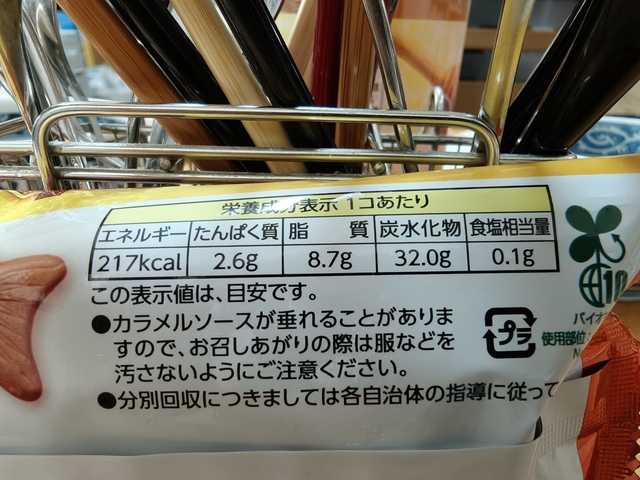 栄養成分表示 1コあたり
エネルギー たんぱく質 脂 質 炭水化物 食塩相当量
217kcal 2.6g 8.7g 32.0g 0.1g
この表示値は、目安です。
●カラメルソースが垂れることがありま
すので、お召しあがりの際は服などを
汚さないようにご注意ください。
●分別回収につきましては各自治体の指導に従って
プラ
10
バイオ
使用部位
N